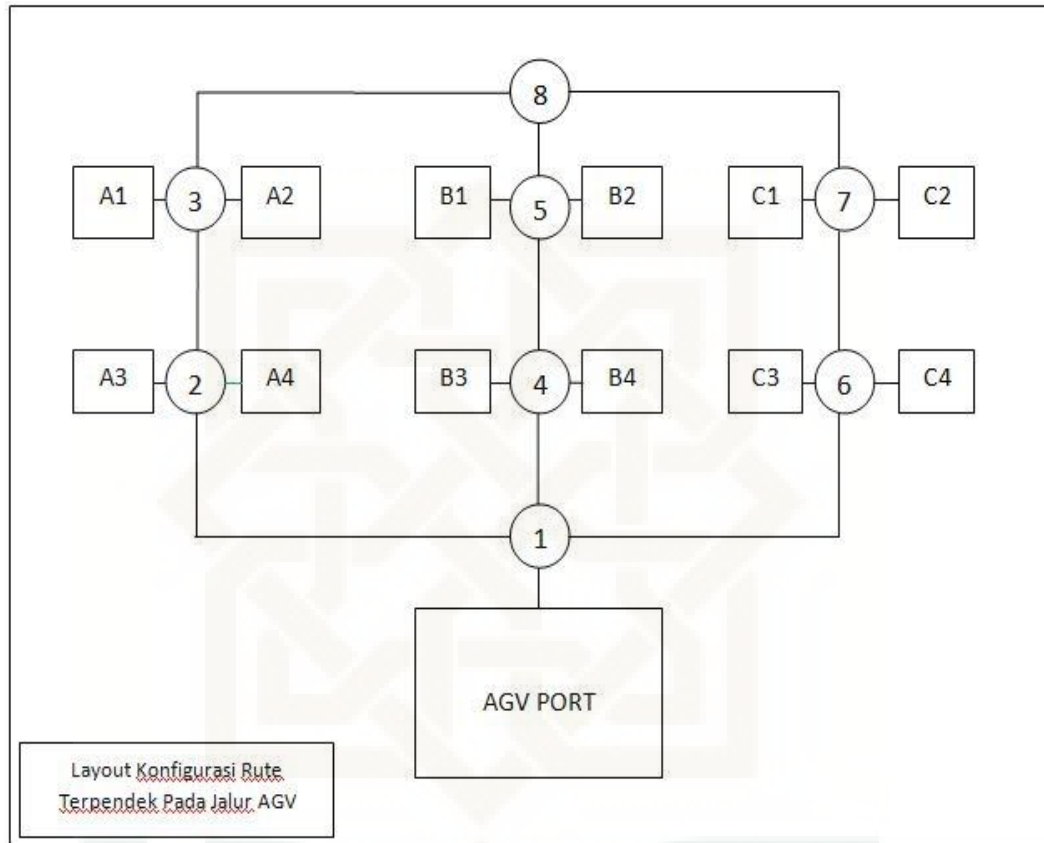 8
A1 3 A2 B1 5 B2 C1 7 C2
A3 2 A4 B3 4 B4 C3 6 C4
1
AGV PORT
Layout Konfigurasi Rute
Terpendek Pada Jalur AGV